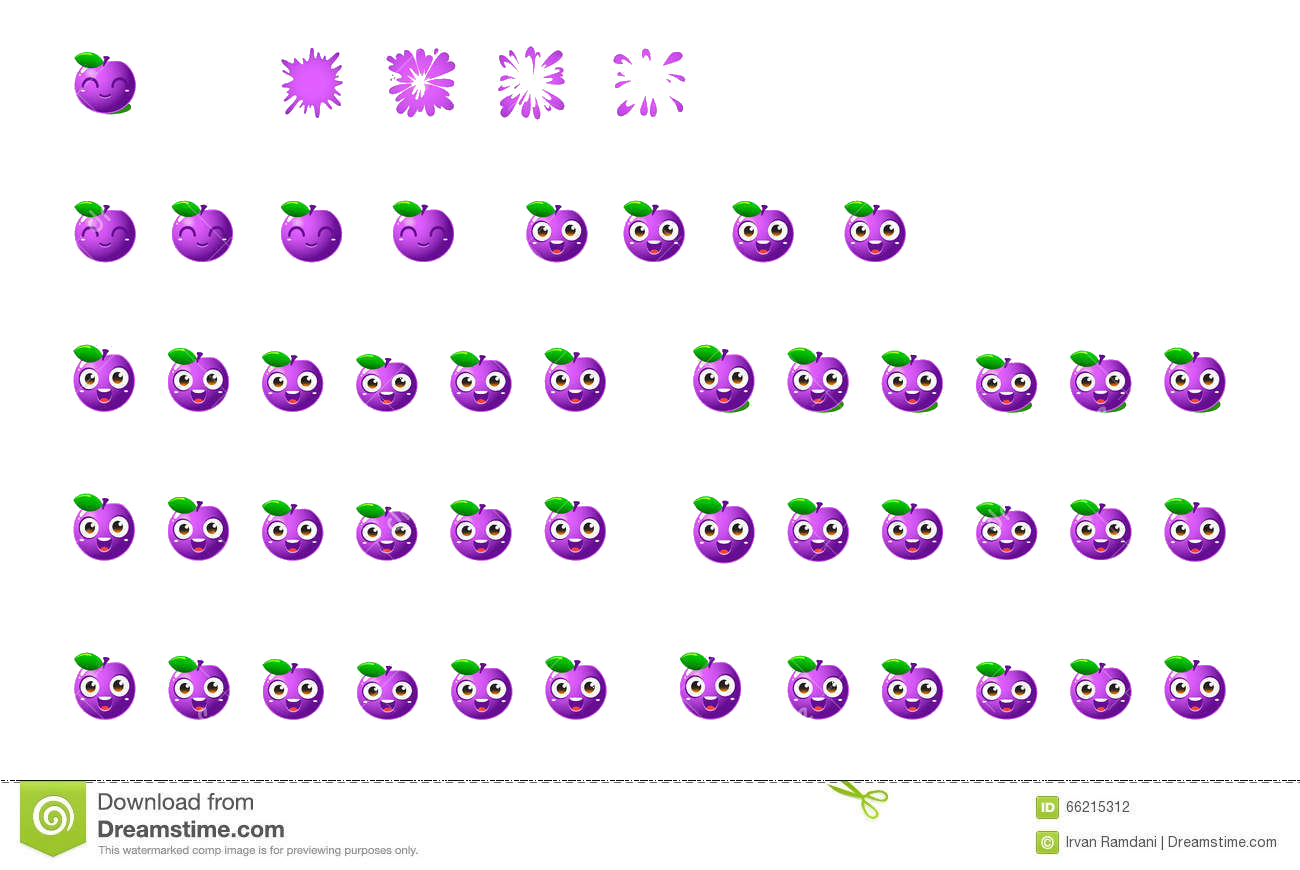 Download from
Dreamstime.com
This watermarked comp image is for previewing purposes only.
ID 66215312
© Irvan Ramdani | Dreamstime.com